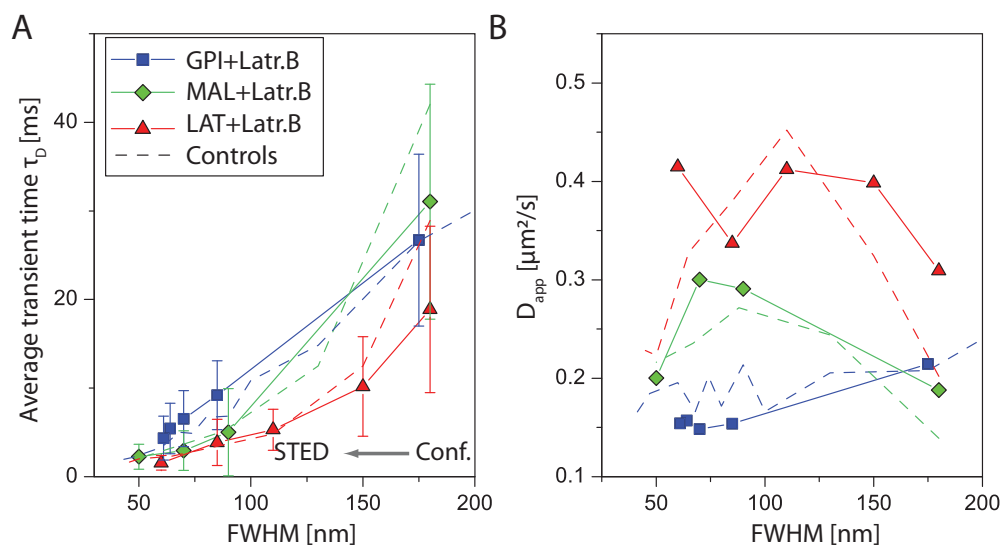 A
GPI+Latr.B
MAL+Latr.B
LAT+Latr.B
Controls
Average transient time τD [ms]
40
20
0
50
100
150
200
STED
Conf.
FWHM [nm]
B
Dapp [μm²/s]
0.5
0.4
0.3
0.2
0.1
50
100
150
200
FWHM [nm]